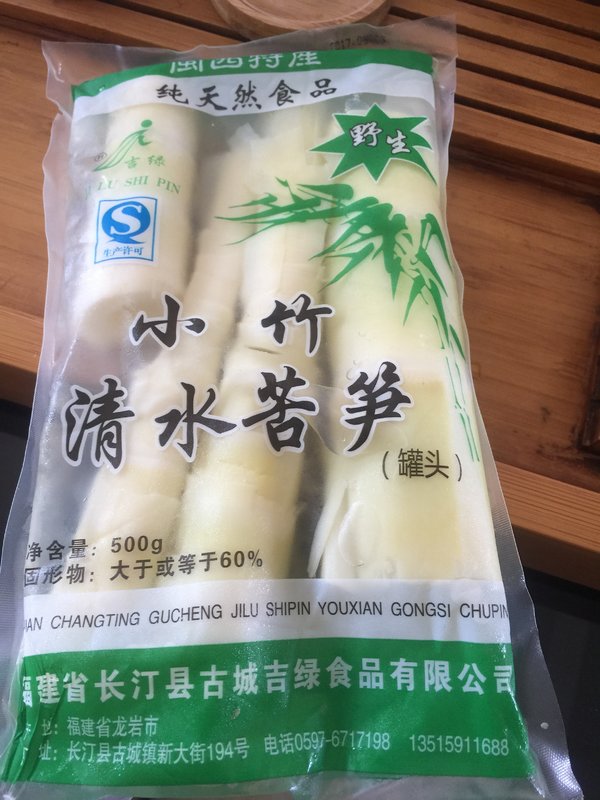 闽西特产
纯天然食品
野生
®吉绿
LU SHI PIN
生产许可
小竹
清水苦笋
(罐头)
净含量：500g
固形物：大于或等于60%
CHANGTING GUCHENG JILU SHIPIN YOUXIAN GONGSI CHUPIN
福建省长汀县古城吉绿食品有限公司
福建省龙岩市
址：长汀县古城镇新大街194号 电话0597-6717198 13515911688